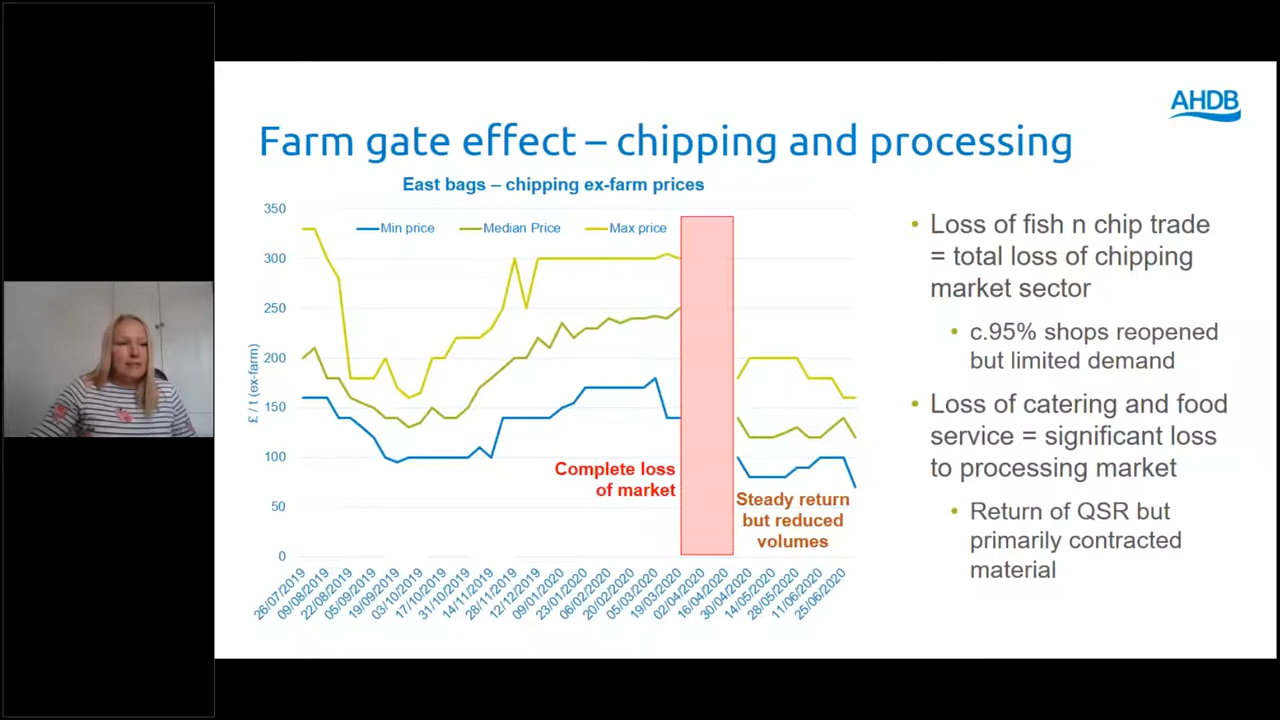 AHDB
Farm gate effect – chipping and processing
East bags – chipping ex-farm prices
Min price
Median Price
Max price
350
300
250
200
150
100
50
0
£ / t (ex-farm)
26/07/2019
09/08/2019
22/08/2019
05/09/2019
19/09/2019
03/10/2019
17/10/2019
31/10/2019
14/11/2019
28/11/2019
12/12/2019
09/01/2020
23/01/2020
06/02/2020
20/02/2020
05/03/2020
19/03/2020
02/04/2020
16/04/2020
30/04/2020
14/05/2020
28/05/2020
11/06/2020
25/06/2020
Complete loss
of market
Steady return
but reduced
volumes
• Loss of fish n chip trade
= total loss of chipping
market sector
• c.95% shops reopened
but limited demand
• Loss of catering and food
service = significant loss
to processing market
• Return of QSR but
primarily contracted
material